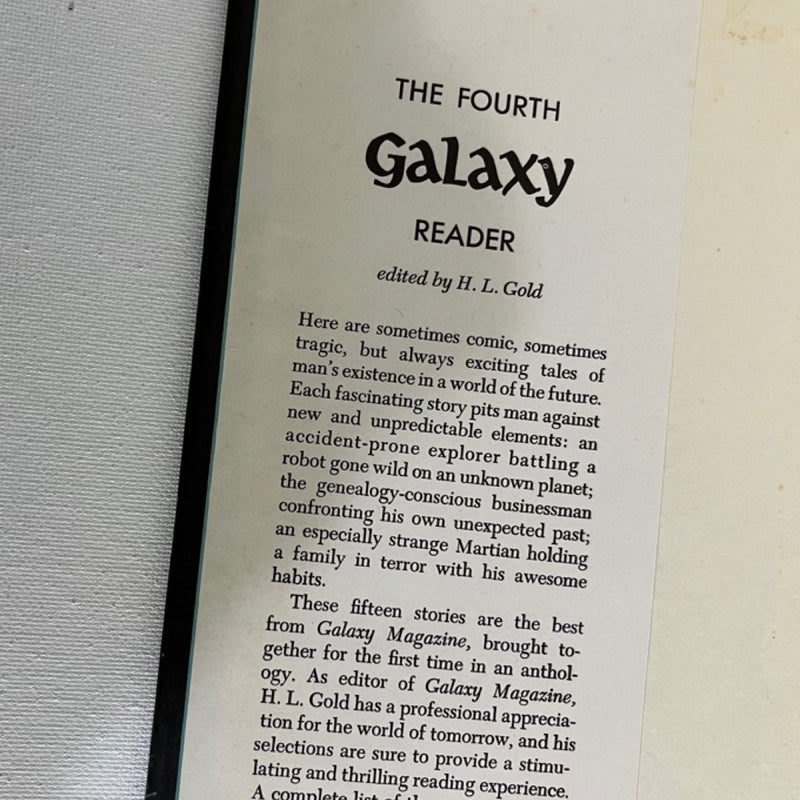 THE FOURTH
Galaxy
READER
edited by H. L. Gold
Here are sometimes comic, sometimes
tragic, but always exciting tales of
man's existence in a world of the future.
Each fascinating story pits man against
new and unpredictable elements: an
accident-prone explorer battling a
robot gone wild on an unknown planet;
the genealogy-conscious businessman
confronting his own unexpected past;
an especially strange Martian holding
a family in terror with his awesome
habits.
These fifteen stories are the best
from Galaxy Magazine, brought to-
gether for the first time in an anthol-
ogy. As editor of Galaxy Magazine,
H. L. Gold has a professional apprecia-
tion for the world of tomorrow, and his
selections are sure to provide a stimu-
lating and thrilling reading experience.
A complete list of